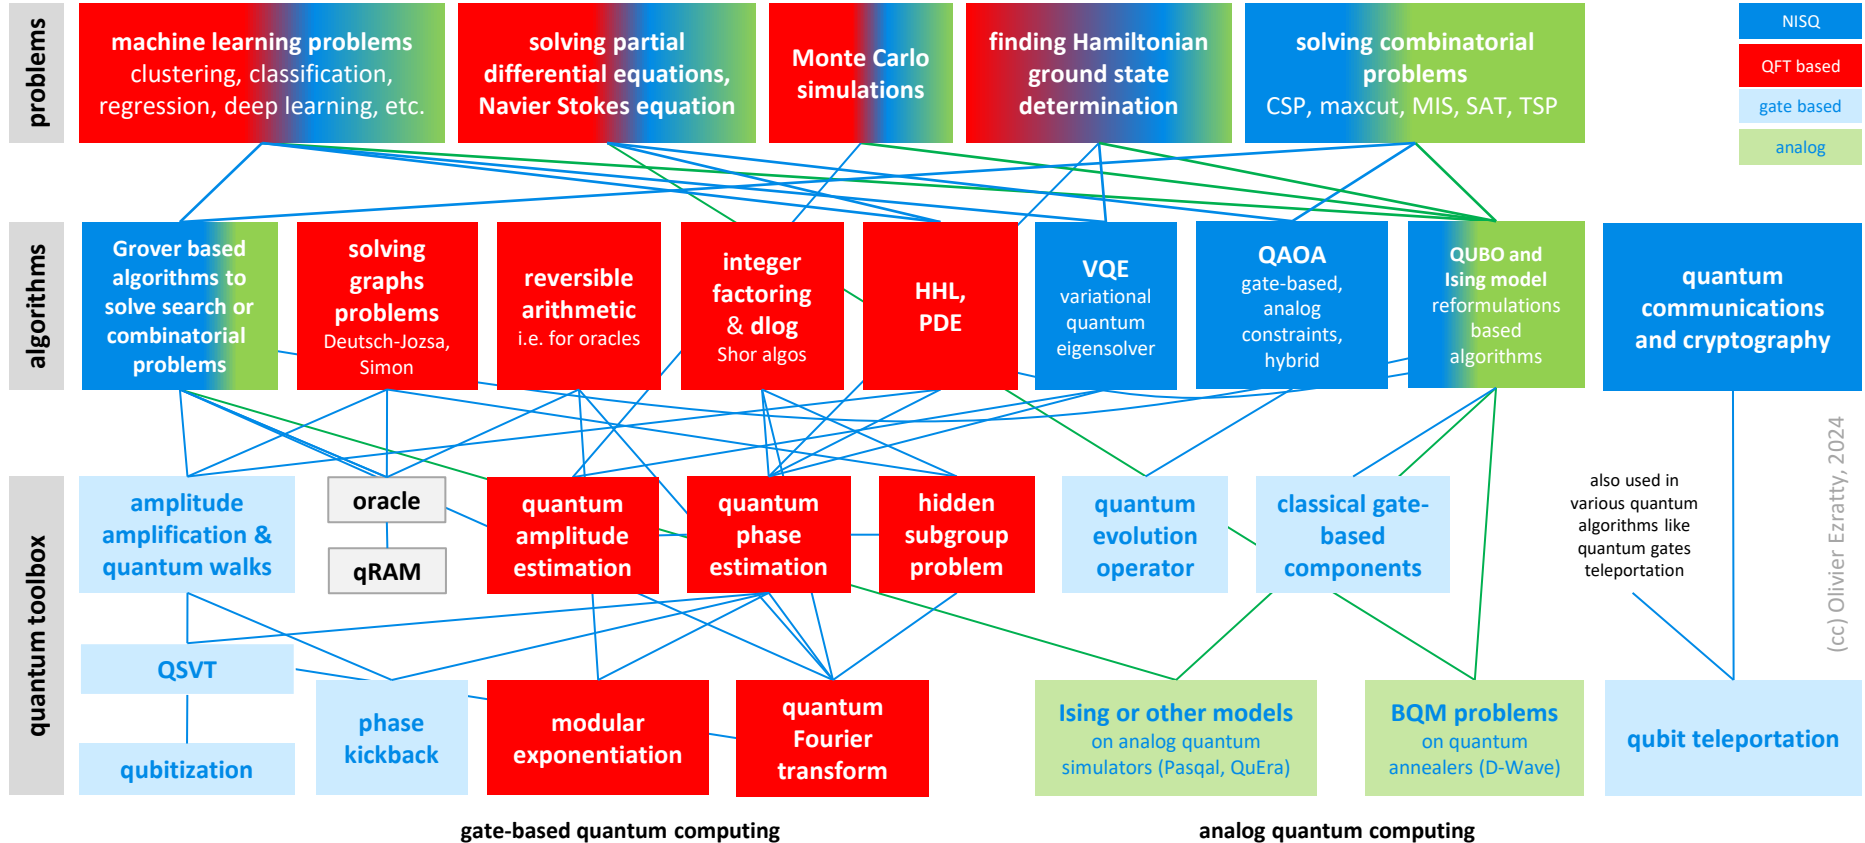 problems
machine learning problems
clustering, classification,
regression, deep learning, etc.
solving partial
differential equations,
Navier Stokes equation
Monte Carlo
simulations
finding Hamiltonian
ground state
determination
solving combinatorial
problems
CSP, maxcut, MIS, SAT, TSP
NISQ
QFT based
gate based
analog
algorithms
Grover based
algorithms to
solve search or
combinatorial
problems
solving
graphs
problems
Deutsch-Jozsa,
Simon
reversible
arithmetic
i.e. for oracles
integer
factoring
& dlog
Shor algos
HHL,
PDE
VQE
variational
quantum
eigensolver
QAOA
gate-based,
analog
constraints,
hybrid
QUBO and
Ising model
reformulations
based
algorithms
quantum
communications
and cryptography
quantum toolbox
amplitude
amplification &
quantum walks
oracle
qRAM
quantum
amplitude
estimation
quantum
phase
estimation
hidden
subgroup
problem
quantum
evolution
operator
classical gate-
based
components
also used in
various quantum
algorithms like
quantum gates
teleportation
QSVT
qubitization
phase
kickback
modular
exponentiation
quantum
Fourier
transform
Ising or other models
on analog quantum
simulators (Pasqal, QuEra)
BQM problems
on quantum
annealers (D-Wave)
qubit teleportation
gate-based quantum computing
analog quantum computing
(cc) Olivier Ezratty, 2024